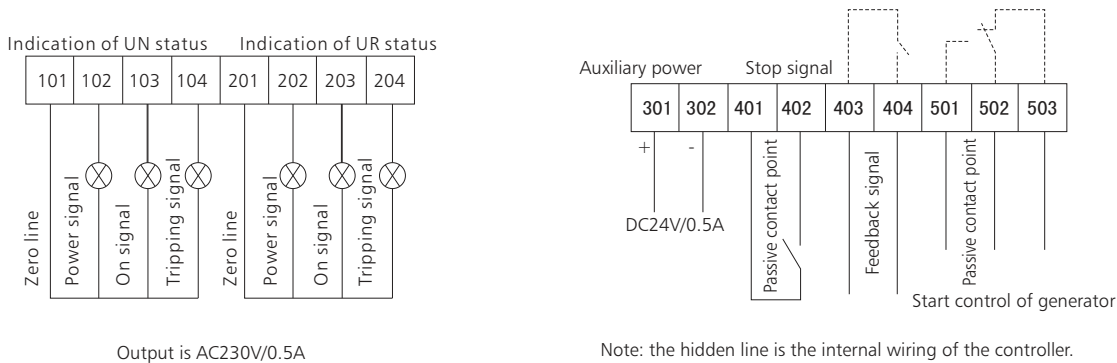 Indication of UN status
Indication of UR status
101 102 103 104 201 202 203 204
Zero line
Power signal
On signal
Tripping signal
Zero line
Power signal
On signal
Tripping signal
Output is AC230V/0.5A
Auxiliary power
Stop signal
301 302 401 402 403 404 501 502 503
+ -
DC24V/0.5A
Passive contact point
Feedback signal
Passive contact point
Start control of generator
Note: the hidden line is the internal wiring of the controller.